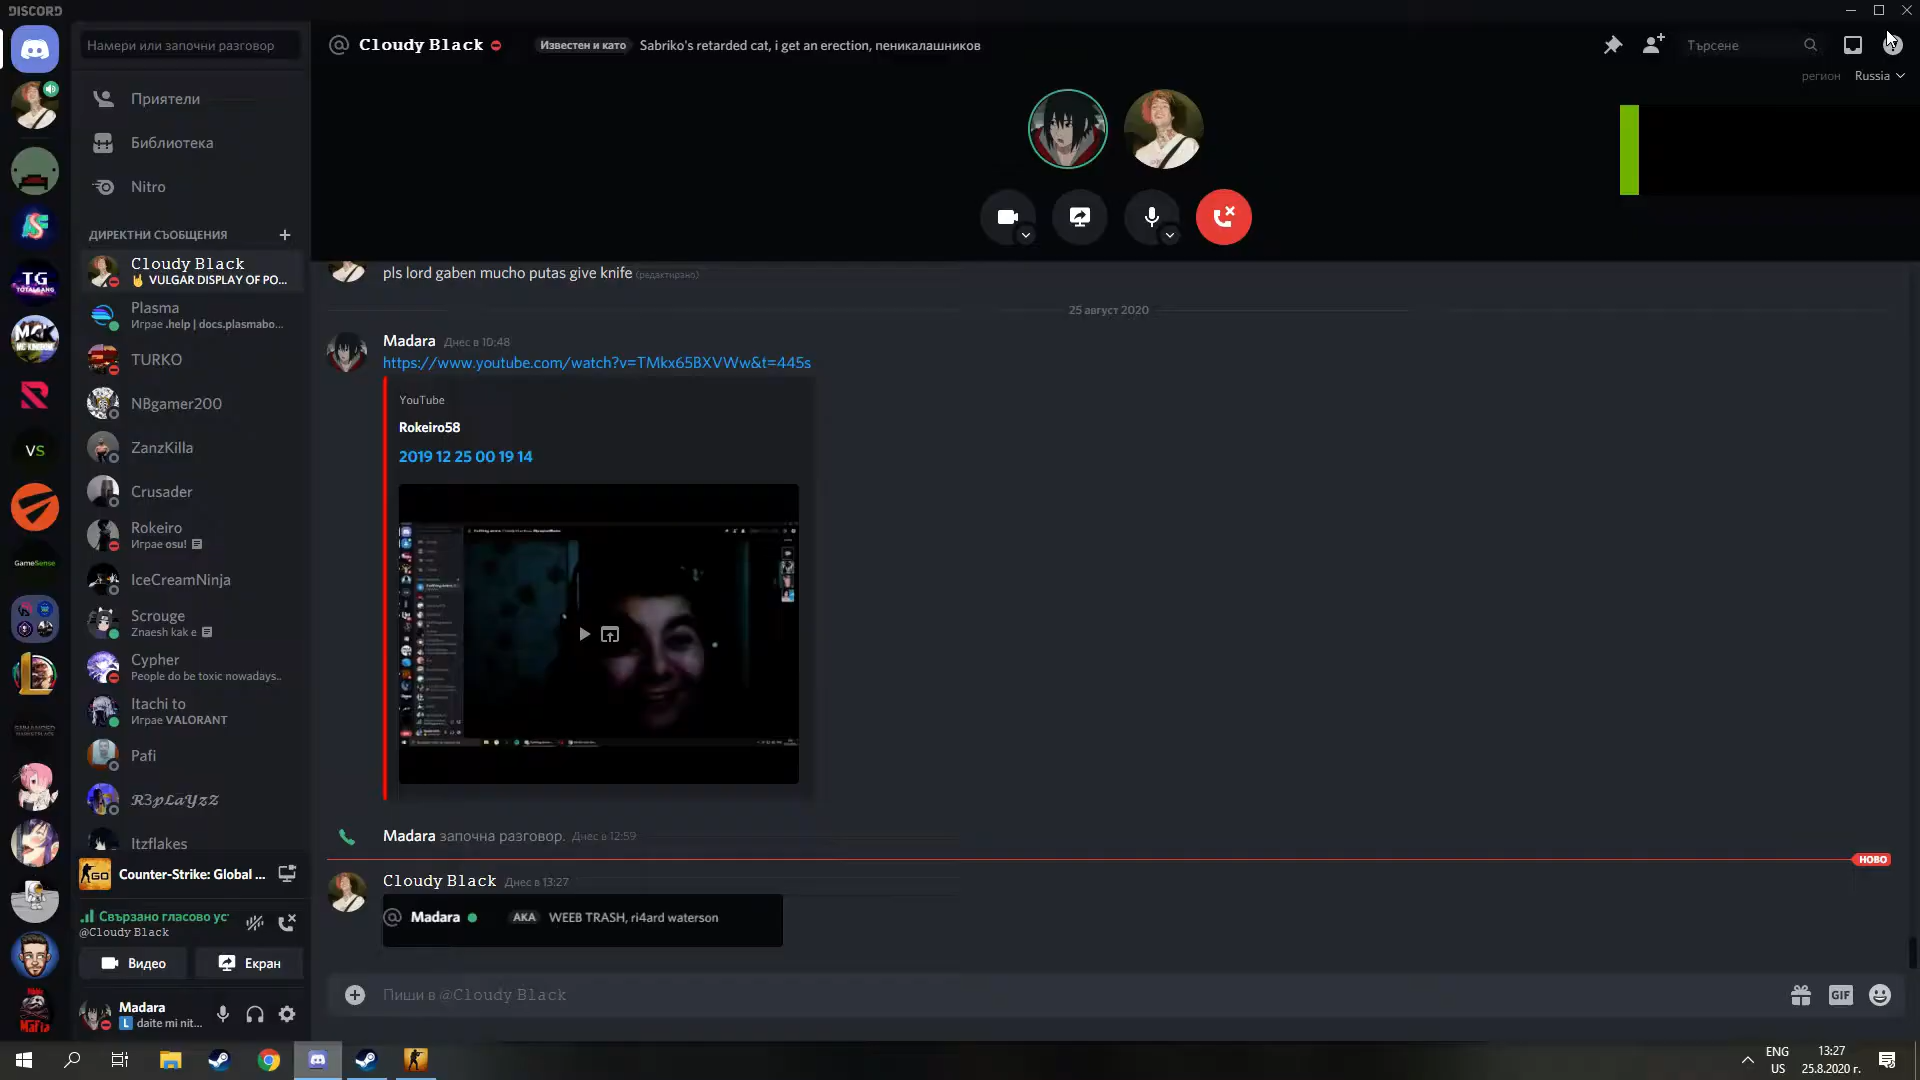 DISCORD
Намери или започни разговор
Cloudy Black
Известен и като
Sabriko's retarded cat, i get an erection, пеникалашников
Търсене
регион
Russia
Приятели
Библиотека
Nitro
ДИРЕКТНИ СЪОБЩЕНИЯ
Cloudy Black
VULGAR DISPLAY OF PO...
Plasma
Играе .help | docs.plasmabo...
TURKO
NBgamer200
ZanzKilla
Crusader
Rokeiro
Играе osu!
IceCreamNinja
Scrouge
Znaesh kak e
Cypher
People do be toxic nowadays..
Itachi to
Играе VALORANT
Pafi
R3pLaYzZ
Itzflakes
Counter-Strike: Global ...
Свързано гласово ус
@Cloudy Black
Видео
Екран
Madara
L daite mi nit...
TG
VS
GameSense
Mafia
GO
pls lord gaben mucho putas give knife (редактирано)
25 август 2020
Madara Днес в 10:48
https://www.youtube.com/watch?v=TMkx65BXVWw&t=445s
YouTube
Rokeiro58
2019 12 25 00 19 14
Madara започна разговор. Днес в 12:59
НОВО
Cloudy Black Днес в 13:27
Madara
AKA
WEEB TRASH, ri4ard waterson
Пиши в @Cloudy Black
GIF
ENG
US
13:27
25.8.2020 г.